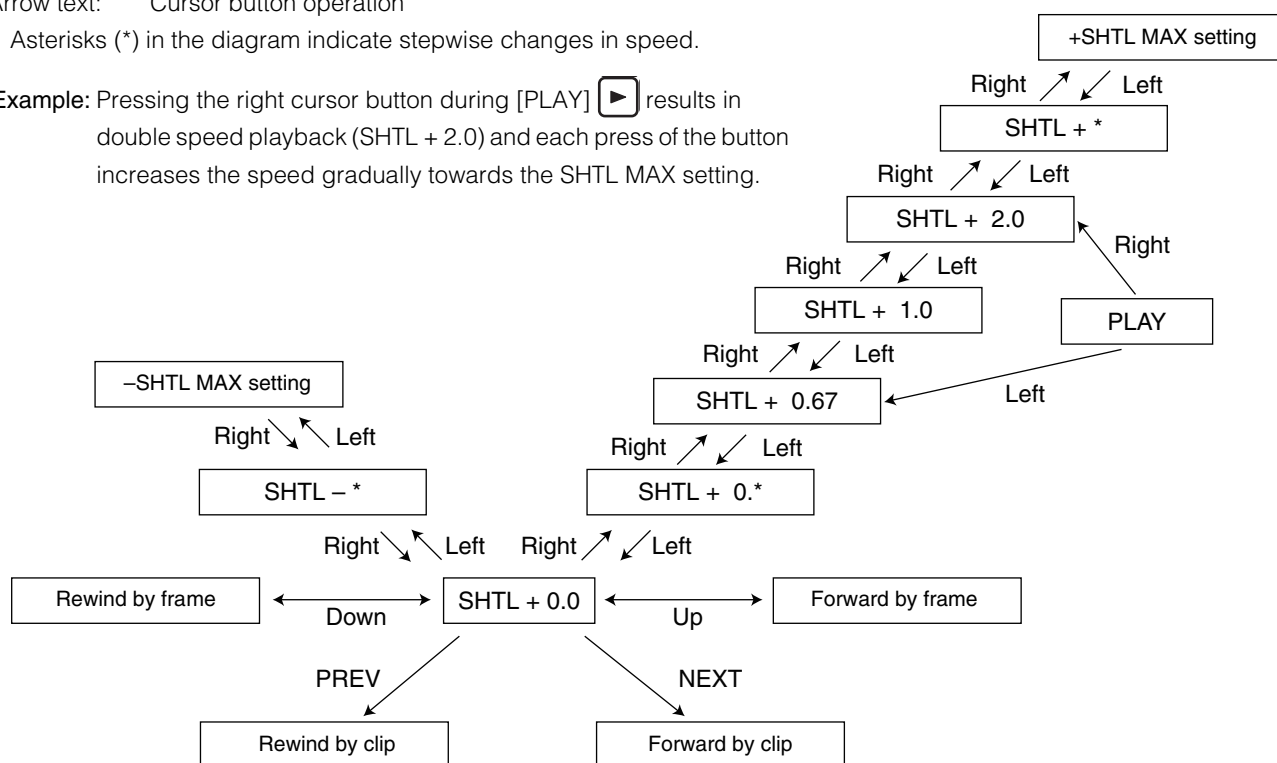 Arrow text: Cursor button operation
Asterisks (*) in the diagram indicate stepwise changes in speed.
Example: Pressing the right cursor button during [PLAY] results in
double speed playback (SHTL + 2.0) and each press of the button
increases the speed gradually towards the SHTL MAX setting.
+SHTL MAX setting
Right Left
SHTL + *
Right Left
SHTL + 2.0
Right Left
Right
SHTL + 1.0
PLAY
Right Left
Left
–SHTL MAX setting
SHTL + 0.67
Right Left
Right Left
SHTL – *
SHTL + 0.*
Right Left
Right Left
Rewind by frame
Down
SHTL + 0.0
Up
Forward by frame
PREV
NEXT
Rewind by clip
Forward by clip